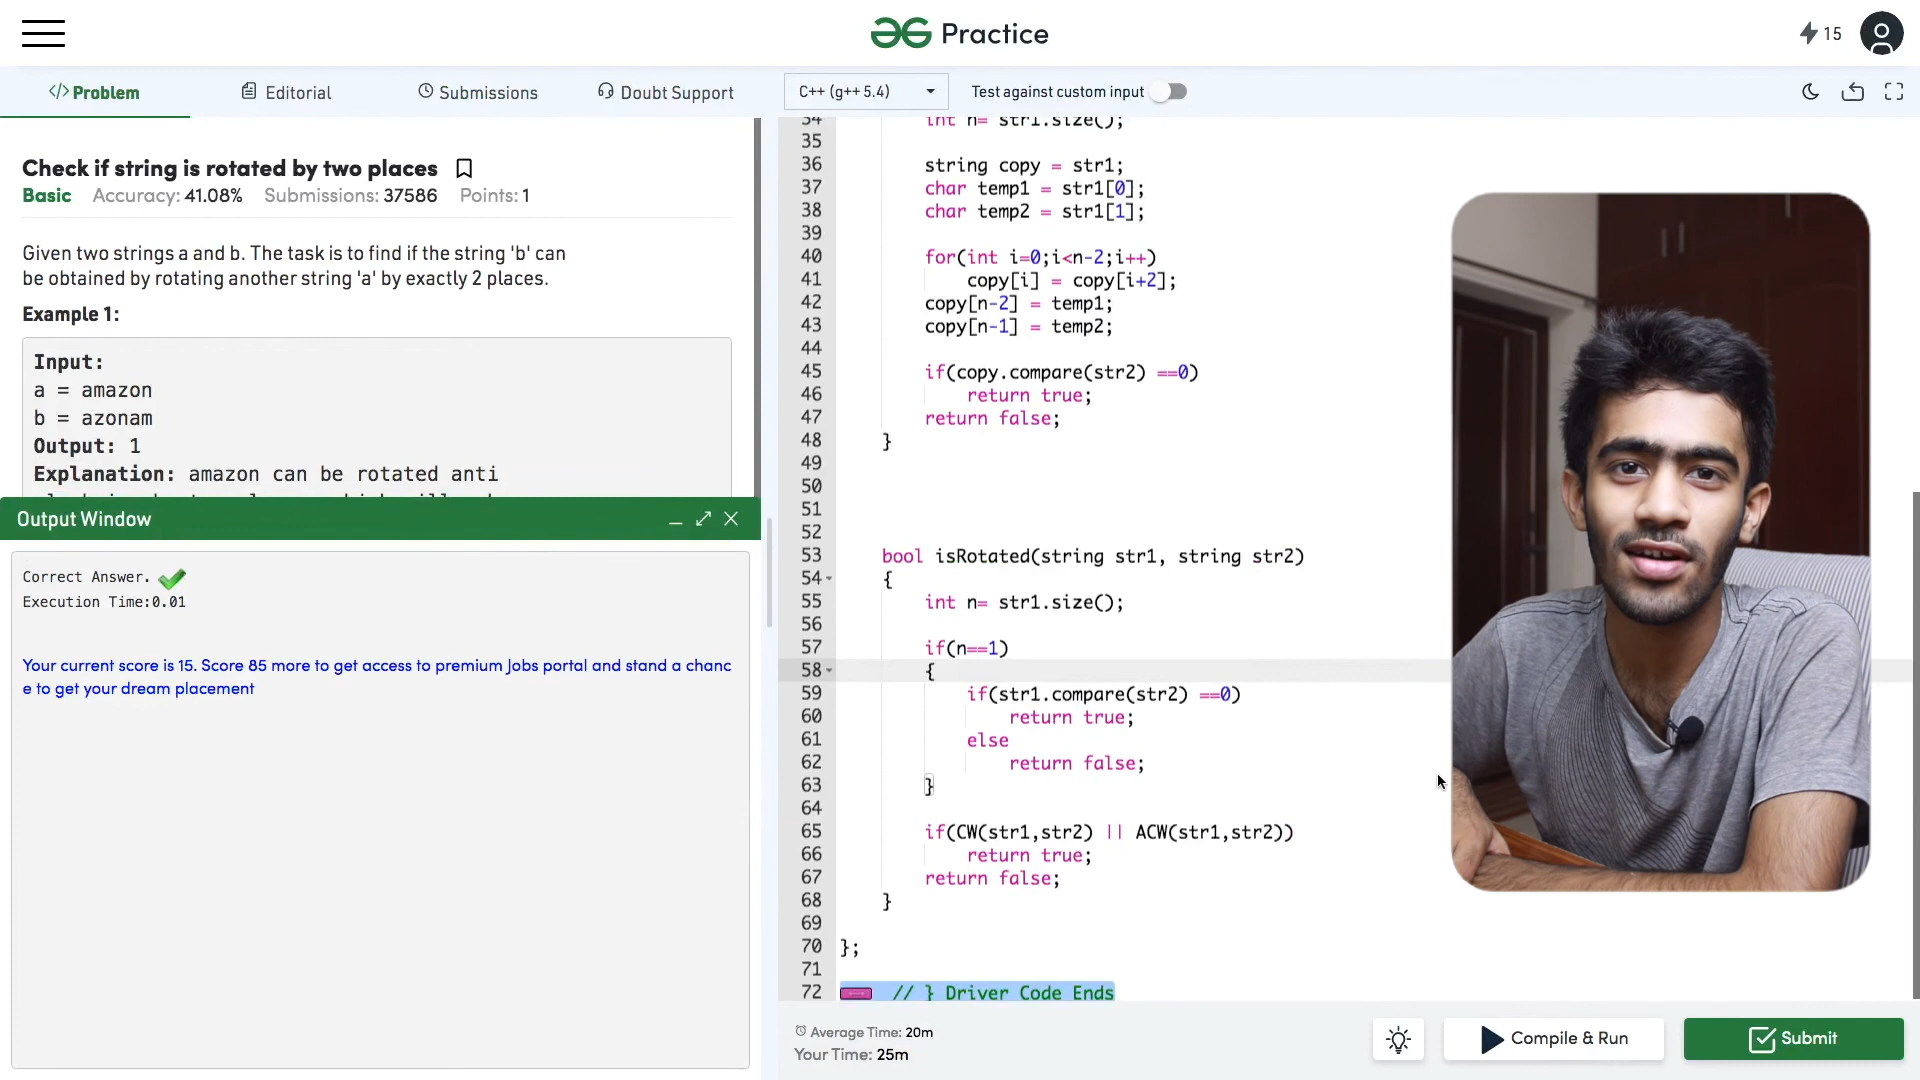 Practice
15
Problem
Editorial
Submissions
Doubt Support
C++ (g++ 5.4)
Test against custom input
Check if string is rotated by two places
Basic Accuracy: 41.08% Submissions: 37586 Points: 1
Given two strings a and b. The task is to find if the string 'b' can
be obtained by rotating another string 'a' by exactly 2 places.
Example 1:
Input:
a = amazon
b = azonam
Output: 1
Explanation: amazon can be rotated anti
Output Window
Correct Answer.
Execution Time:0.01
Your current score is 15. Score 85 more to get access to premium Jobs portal and stand a chanc
e to get your dream placement
34 int n= str1.size();
35
36 string copy = str1;
37 char temp1 = str1[0];
38 char temp2 = str1[1];
39
40 for(int i=0;i<n-2;i++)
41 copy[i] = copy[i+2];
42 copy[n-2] = temp1;
43 copy[n-1] = temp2;
44
45 if(copy.compare(str2) ==0)
46 return true;
47 return false;
48 }
49
50
51
52
53 bool isRotated(string str1, string str2)
54 {
55 int n= str1.size();
56
57 if(n==1)
58 {
59 if(str1.compare(str2) ==0)
60 return true;
61 else
62 return false;
63 }
64
65 if(CW(str1,str2) || ACW(str1,str2))
66 return true;
67 return false;
68 }
69
70 };
71
72 // } Driver Code Ends
Average Time: 20m
Your Time: 25m
Compile & Run
Submit